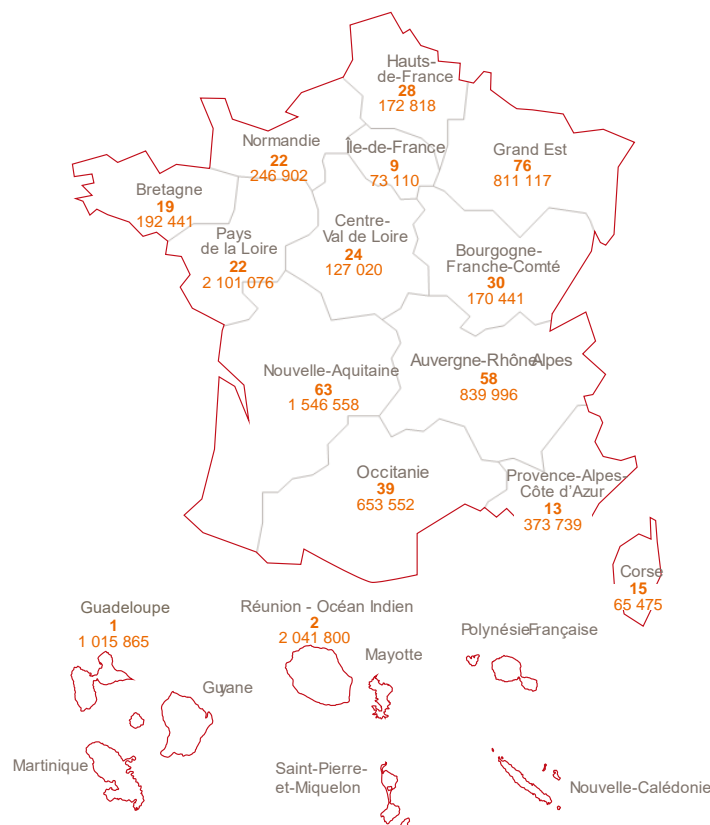 Hauts-
de-France
28
172 818
Normandie
22
246 902
Île-de-France
9
73 110
Grand Est
76
811 117
Bretagne
19
192 441
Pays
de la Loire
22
2 101 076
Centre-
Val de Loire
24
127 020
Bourgogne-
Franche-Comté
30
170 441
Nouvelle-Aquitaine
63
1 546 558
Auvergne-Rhône-Alpes
58
839 996
Occitanie
39
653 552
Provence-Alpes-
Côte d'Azur
13
373 739
Corse
15
65 475
Guadeloupe
1
1 015 865
Réunion - Océan Indien
2
2 041 800
Mayotte
Polynésie Française
Guyane
Martinique
Saint-Pierre-
et-Miquelon
Nouvelle-Calédonie